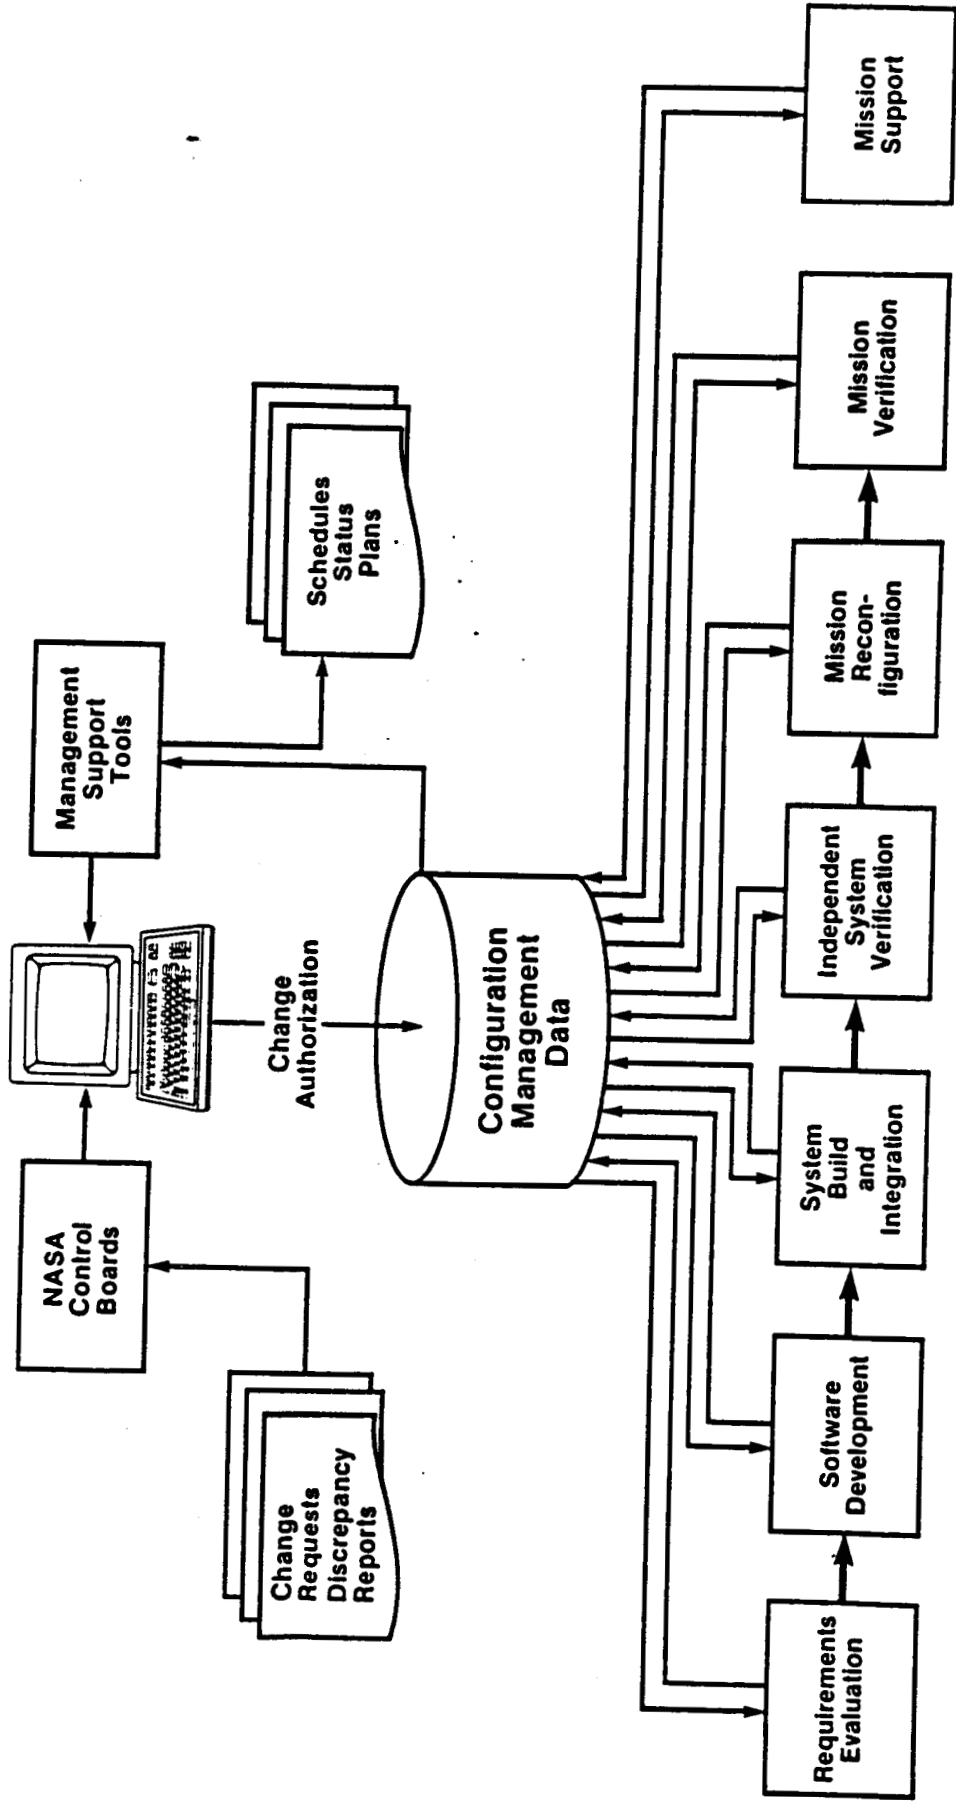 NASA
Control
Boards
Management
Support
Tools
Change
Requests
Discrepancy
Reports
Change
Authorization
Schedules
Status
Plans
Configuration
Management
Data
Requirements
Evaluation
Software
Development
System
Build
and
Integration
Independent
System
Verification
Mission
Recon-
figuration
Mission
Verification
Mission
Support